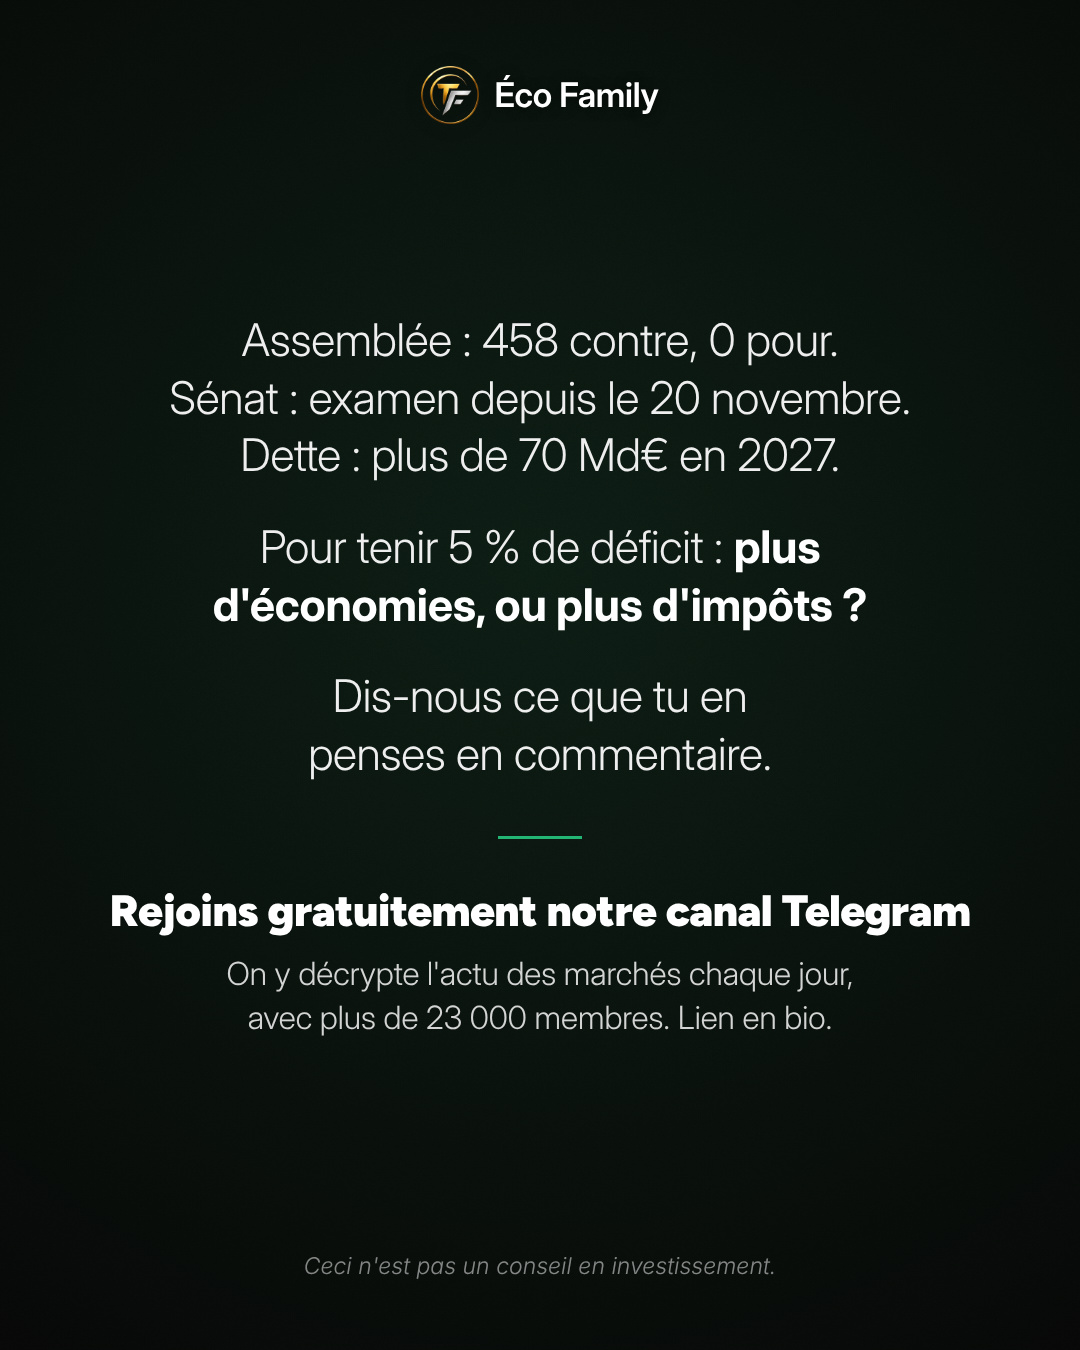 TF Éco Family
Assemblée : 458 contre, 0 pour.
Sénat : examen depuis le 20 novembre.
Dette : plus de 70 Md€ en 2027.
Pour tenir 5 % de déficit : plus
d'économies, ou plus d'impôts ?
Dis-nous ce que tu en
penses en commentaire.
Rejoins gratuitement notre canal Telegram
On y décrypte l'actu des marchés chaque jour,
avec plus de 23 000 membres. Lien en bio.
Ceci n'est pas un conseil en investissement.